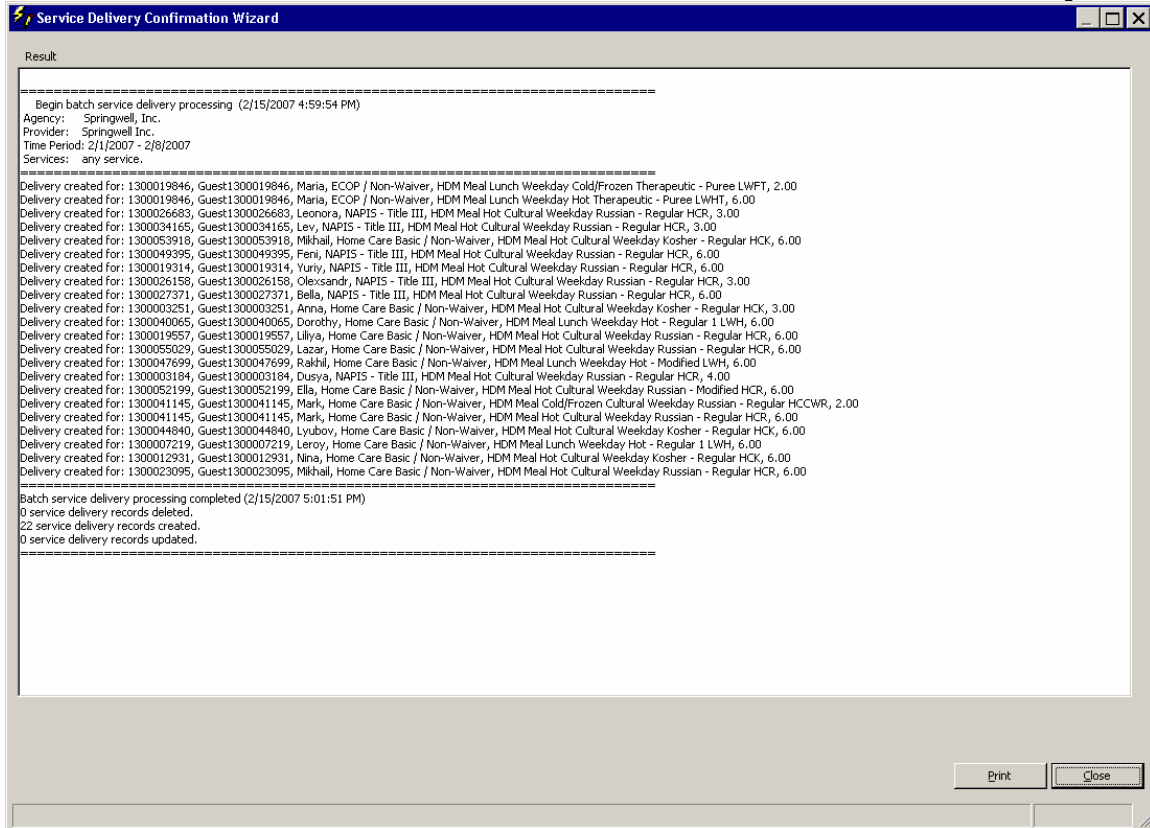 Service Delivery Confirmation Wizard
Result
==============================================================================
Begin batch service delivery processing (2/15/2007 4:59:54 PM)
Agency: Springwell, Inc.
Provider: Springwell Inc.
Time Period: 2/1/2007 - 2/8/2007
Services: any service.
==============================================================================
Delivery created for: 1300019846, Guest1300019846, Maria, ECOP / Non-Waiver, HDM Meal Lunch Weekday Cold/Frozen Therapeutic - Puree LWFT, 2.00
Delivery created for: 1300019846, Guest1300019846, Maria, ECOP / Non-Waiver, HDM Meal Lunch Weekday Hot Therapeutic - Puree LWHT, 6.00
Delivery created for: 1300026683, Guest1300026683, Leonora, NAPIS - Title III, HDM Meal Hot Cultural Weekday Russian - Regular HCR, 3.00
Delivery created for: 1300034165, Guest1300034165, Lev, NAPIS - Title III, HDM Meal Hot Cultural Weekday Russian - Regular HCR, 3.00
Delivery created for: 1300053918, Guest1300053918, Mikhail, Home Care Basic / Non-Waiver, HDM Meal Hot Cultural Weekday Kosher - Regular HCK, 6.00
Delivery created for: 1300049395, Guest1300049395, Feni, NAPIS - Title III, HDM Meal Hot Cultural Weekday Russian - Regular HCR, 6.00
Delivery created for: 1300019314, Guest1300019314, Yuriy, NAPIS - Title III, HDM Meal Hot Cultural Weekday Russian - Regular HCR, 6.00
Delivery created for: 1300026158, Guest1300026158, Olexsandr, NAPIS - Title III, HDM Meal Hot Cultural Weekday Russian - Regular HCR, 3.00
Delivery created for: 1300027371, Guest1300027371, Bella, NAPIS - Title III, HDM Meal Hot Cultural Weekday Russian - Regular HCR, 6.00
Delivery created for: 1300003251, Guest1300003251, Anna, Home Care Basic / Non-Waiver, HDM Meal Hot Cultural Weekday Kosher - Regular HCK, 3.00
Delivery created for: 1300040065, Guest1300040065, Dorothy, Home Care Basic / Non-Waiver, HDM Meal Lunch Weekday Hot - Regular 1 LWH, 6.00
Delivery created for: 1300019557, Guest1300019557, Liliya, Home Care Basic / Non-Waiver, HDM Meal Hot Cultural Weekday Russian - Regular HCR, 6.00
Delivery created for: 1300055029, Guest1300055029, Lazar, Home Care Basic / Non-Waiver, HDM Meal Hot Cultural Weekday Russian - Regular HCR, 6.00
Delivery created for: 1300047699, Guest1300047699, Rakhil, Home Care Basic / Non-Waiver, HDM Meal Lunch Weekday Hot - Modified LWH, 6.00
Delivery created for: 1300003184, Guest1300003184, Dusya, NAPIS - Title III, HDM Meal Hot Cultural Weekday Russian - Regular HCR, 4.00
Delivery created for: 1300052199, Guest1300052199, Ella, Home Care Basic / Non-Waiver, HDM Meal Hot Cultural Weekday Russian - Modified HCR, 6.00
Delivery created for: 1300041145, Guest1300041145, Mark, Home Care Basic / Non-Waiver, HDM Meal Cold/Frozen Cultural Weekday Russian - Regular HCCWR, 2.00
Delivery created for: 1300041145, Guest1300041145, Mark, Home Care Basic / Non-Waiver, HDM Meal Hot Cultural Weekday Russian - Regular HCR, 6.00
Delivery created for: 1300044840, Guest1300044840, Lyubov, Home Care Basic / Non-Waiver, HDM Meal Hot Cultural Weekday Kosher - Regular HCK, 6.00
Delivery created for: 1300007219, Guest1300007219, Leroy, Home Care Basic / Non-Waiver, HDM Meal Lunch Weekday Hot - Regular 1 LWH, 6.00
Delivery created for: 1300012931, Guest1300012931, Nina, Home Care Basic / Non-Waiver, HDM Meal Hot Cultural Weekday Kosher - Regular HCK, 6.00
Delivery created for: 1300023095, Guest1300023095, Mikhail, Home Care Basic / Non-Waiver, HDM Meal Hot Cultural Weekday Russian - Regular HCR, 6.00
==============================================================================
Batch service delivery processing completed (2/15/2007 5:01:51 PM)
0 service delivery records deleted.
22 service delivery records created.
0 service delivery records updated.
==============================================================================
Print Close